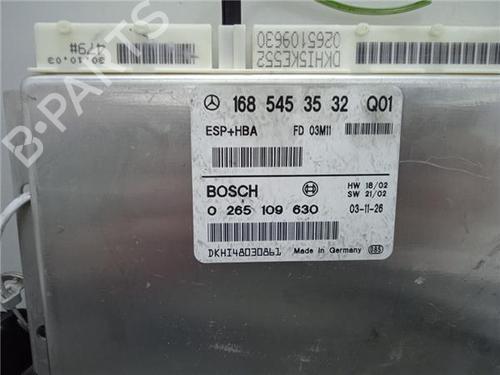 479#
30.10.03
DKHI15KE552
0265109630
168 545 35 32 Q01
ESP+HBA FD 03M11
BOSCH HW 18/02
SW 21/02
0 265 109 630 03-11-26
DKHI48030861 Made in Germany
B-PARTS